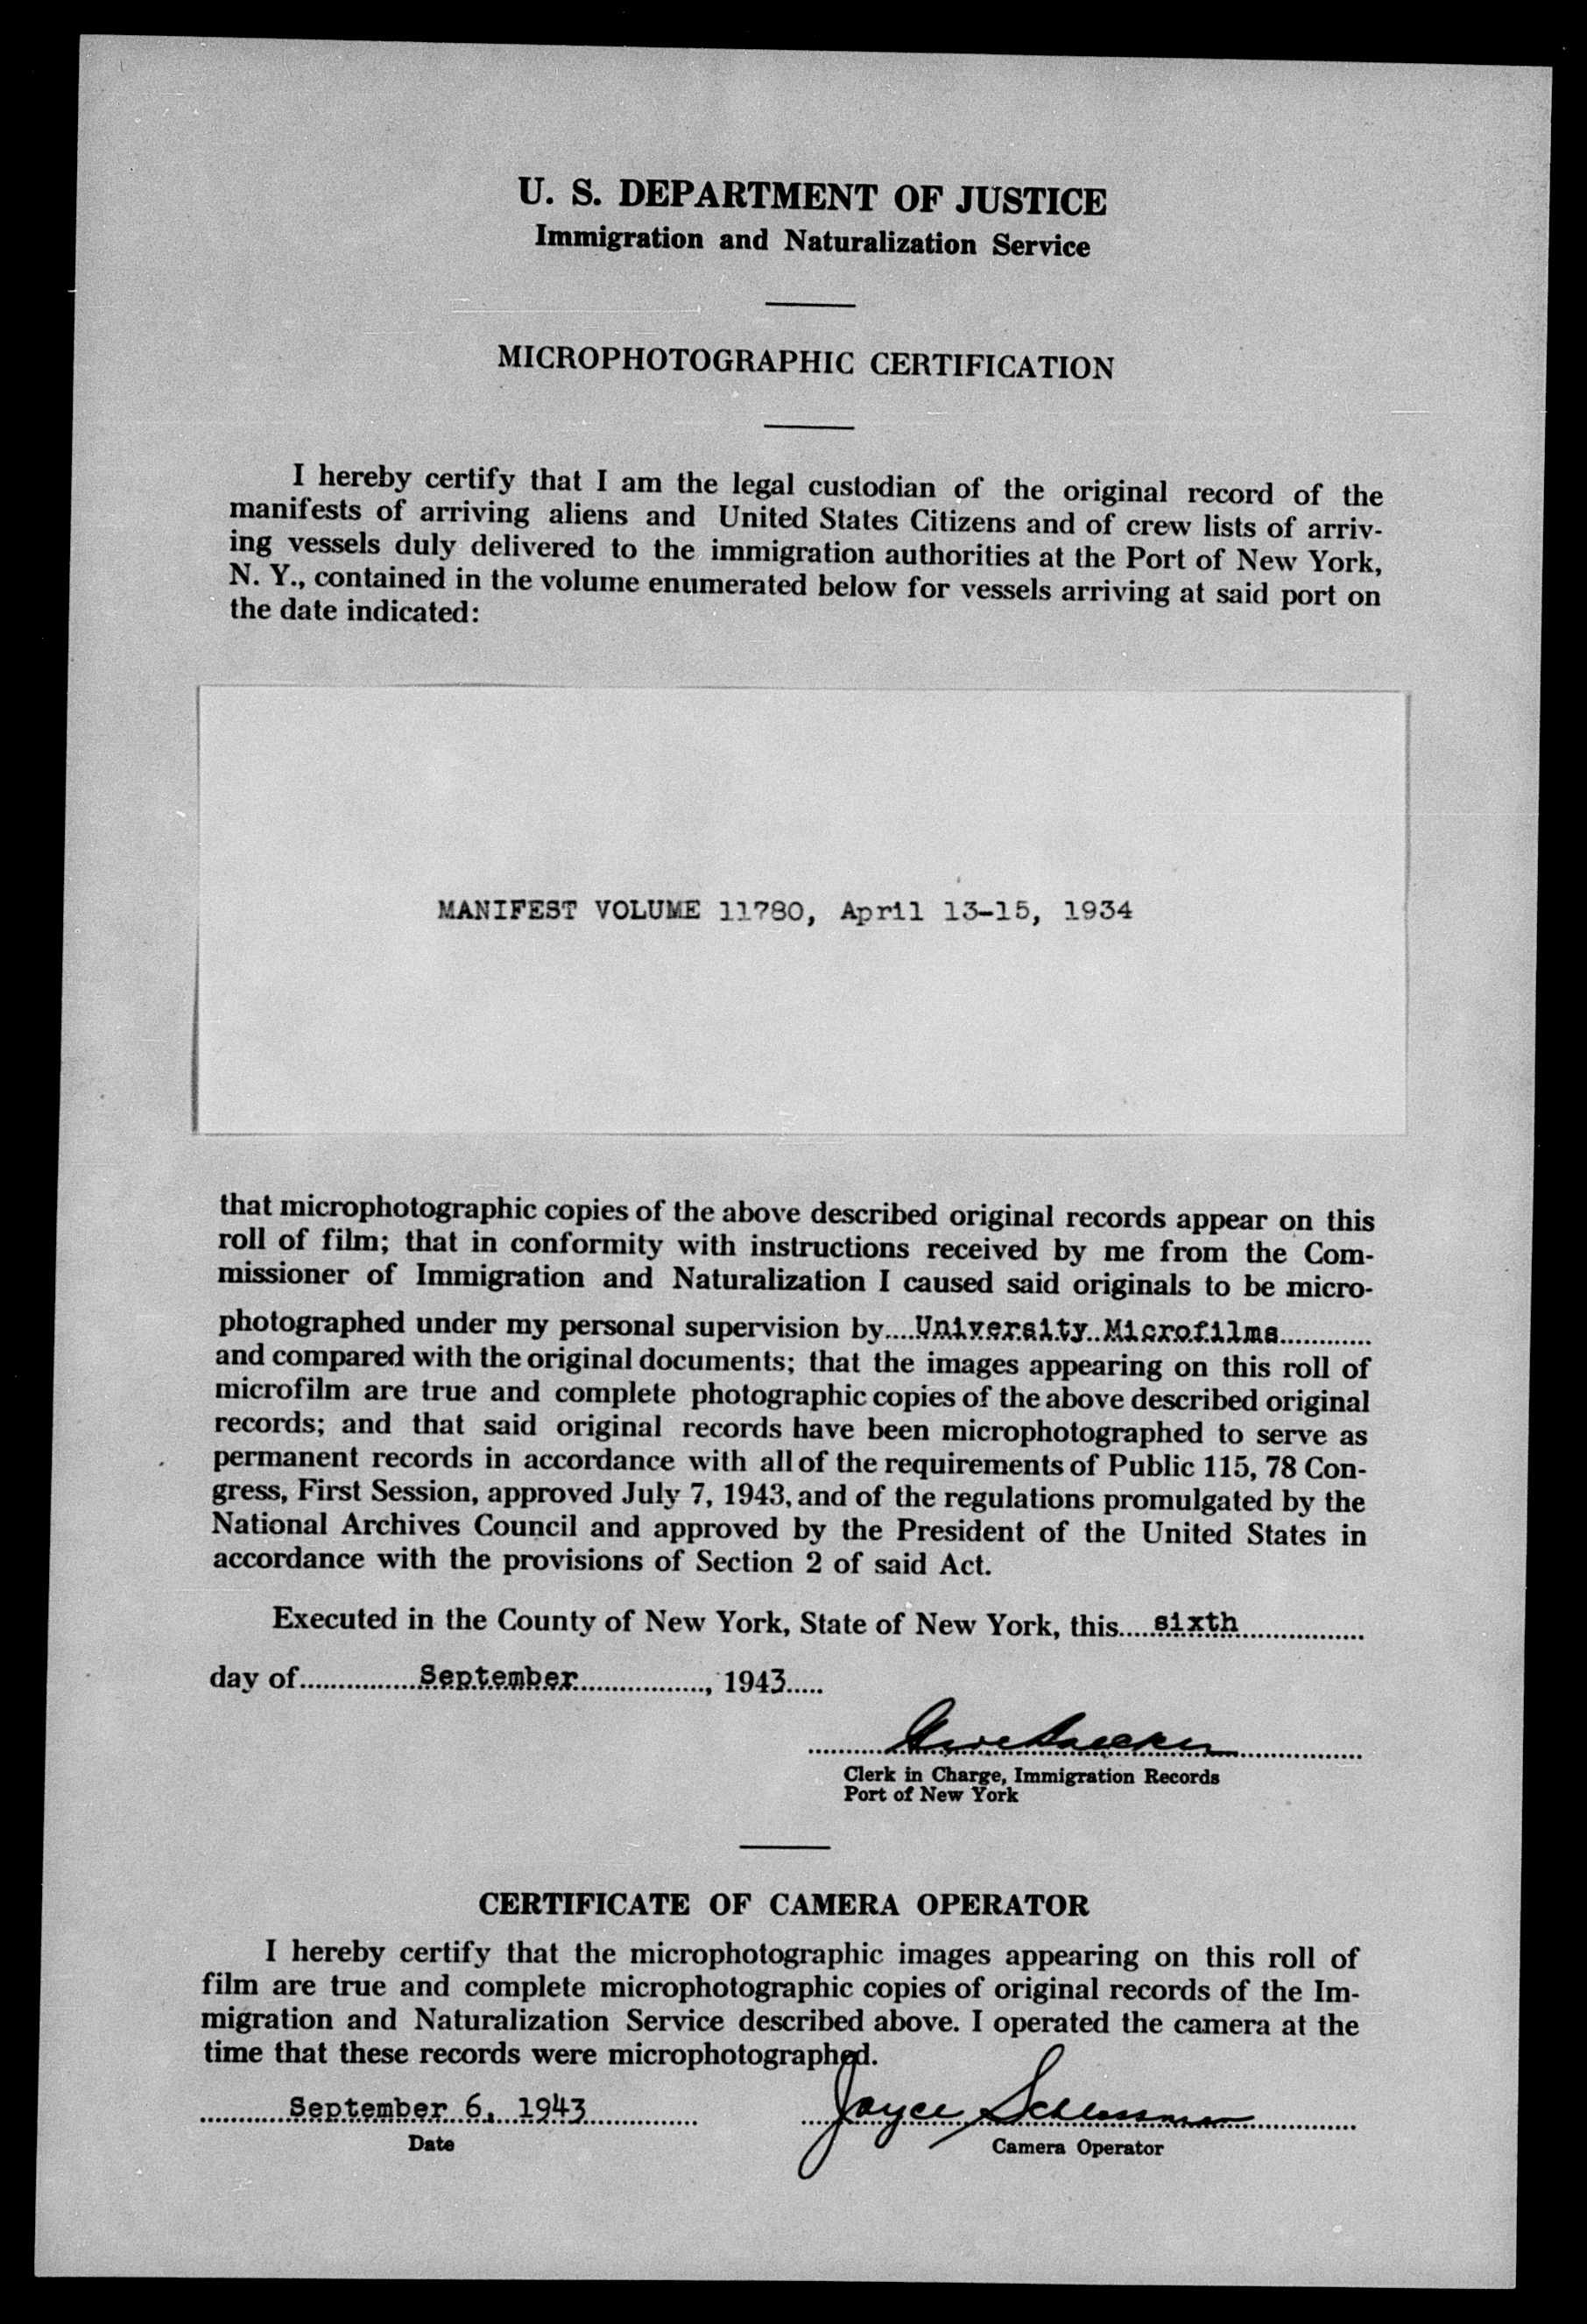 U. S. DEPARTMENT OF JUSTICE
Immigration and Naturalization Service
MICROPHOTOGRAPHIC CERTIFICATION
I hereby certify that I am the legal custodian of the original record of the
manifests of arriving aliens and United States Citizens and of crew lists of arriv-
ing vessels duly delivered to the immigration authorities at the Port of New York,
N. Y., contained in the volume enumerated below for vessels arriving at said port on
the date indicated:
MANIFEST VOLUME 11780, April 13-15, 1934
that microphotographic copies of the above described original records appear on this
roll of film; that in conformity with instructions received by me from the Com-
missioner of Immigration and Naturalization I caused said originals to be micro-
photographed under my personal supervision by....University Microfilms............
and compared with the original documents; that the images appearing on this roll of
microfilm are true and complete photographic copies of the above described original
records; and that said original records have been microphotographed to serve as
permanent records in accordance with all of the requirements of Public 115, 78 Con-
gress, First Session, approved July 7, 1943, and of the regulations promulgated by the
National Archives Council and approved by the President of the United States in
accordance with the provisions of Section 2 of said Act.
Executed in the County of New York, State of New York, this.....sixth................
day of................September................., 1943.....
Clerk in Charge, Immigration Records
Port of New York
CERTIFICATE OF CAMERA OPERATOR
I hereby certify that the microphotographic images appearing on this roll of
film are true and complete microphotographic copies of original records of the Im-
migration and Naturalization Service described above. I operated the camera at the
time that these records were microphotographed.
September 6, 1943 Joyce Schlossman
Date Camera Operator